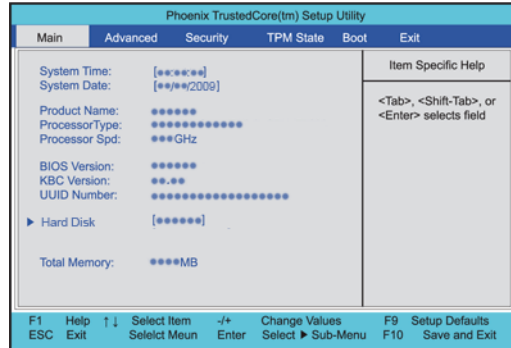 Phoenix TrustedCore(tm) Setup Utility
Main Advanced Security TPM State Boot Exit
Item Specific Help
System Time: [●●:●●:●●]
System Date: [●●/●●/2009]
<Tab>, <Shift-Tab>, or
<Enter> selects field
Product Name: ●●●●●●
ProcessorType: ●●●●●●●●●●●●
Processor Spd: ●●●GHz
BIOS Version: ●●●●●●
KBC Version: ●●.●●
UUID Number: ●●●●●●●●●●●●●●●●●●
▶ Hard Disk [●●●●●●]
Total Memory: ●●●●MB
F1 Help ↑↓ Select Item -/+ Change Values F9 Setup Defaults
ESC Exit Selelct Meun Enter Select ▶ Sub-Menu F10 Save and Exit